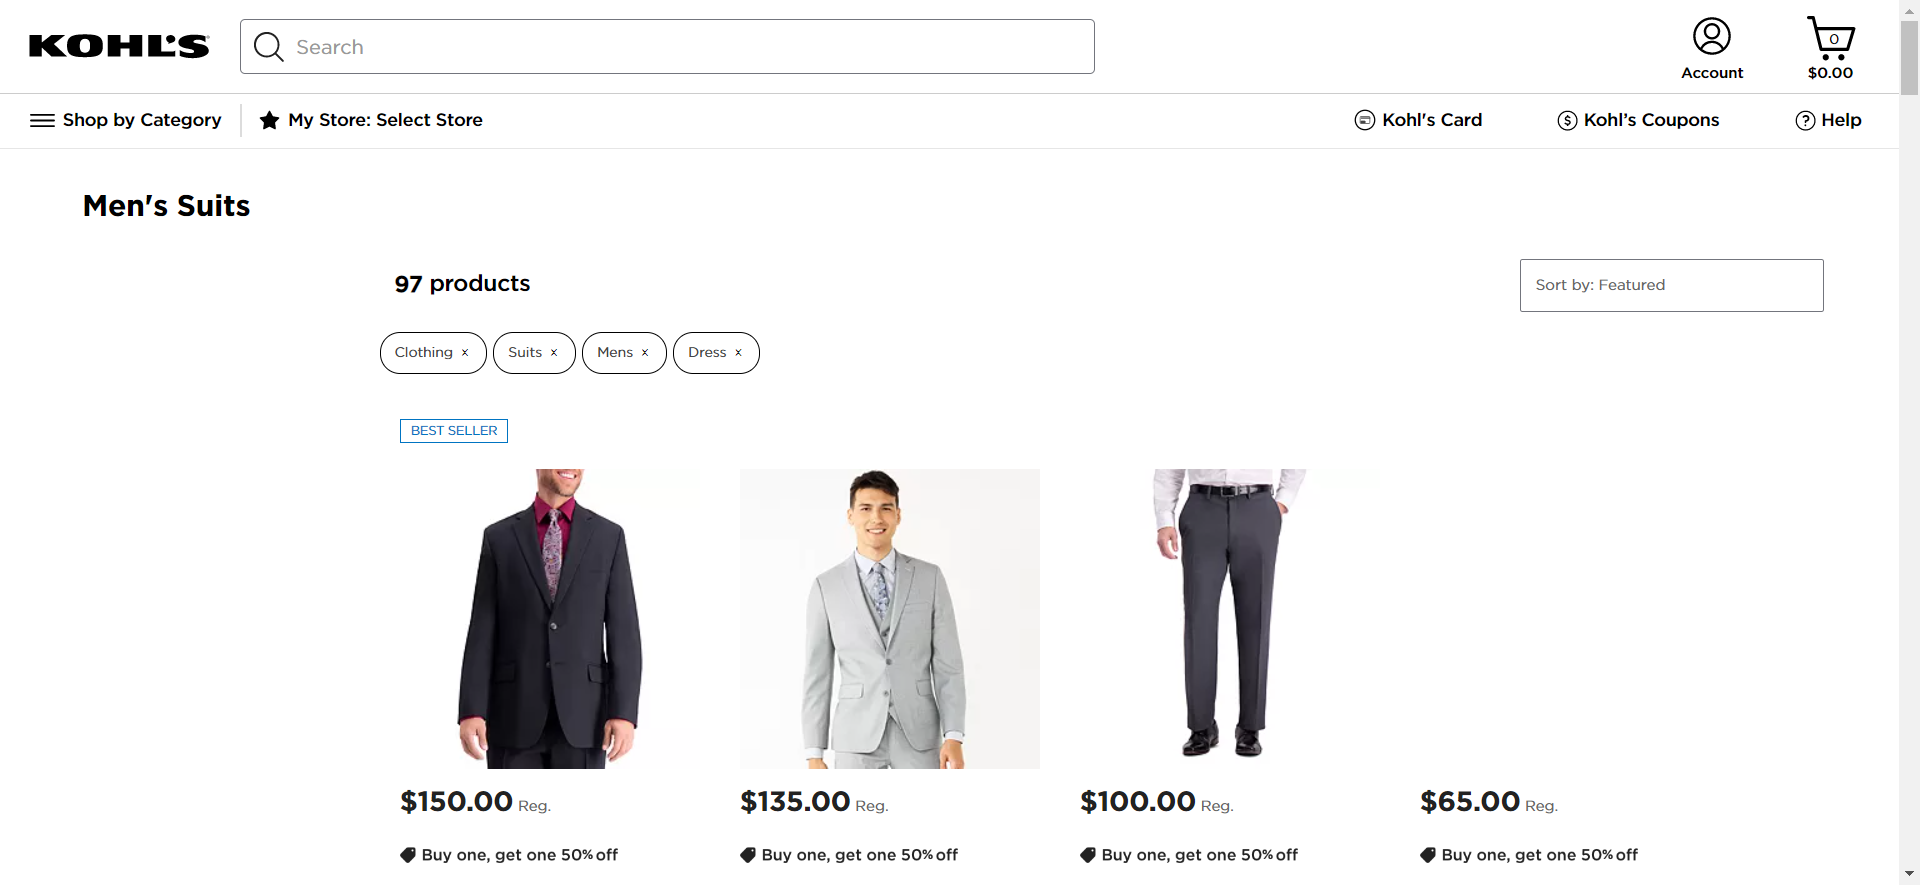 KOHL'S
Search
Account
0
$0.00
Shop by Category
My Store: Select Store
Kohl's Card
Kohl's Coupons
Help
Men's Suits
97 products
Sort by: Featured
Clothing x
Suits x
Mens x
Dress x
BEST SELLER
$150.00 Reg.
$135.00 Reg.
$100.00 Reg.
$65.00 Reg.
Buy one, get one 50% off
Buy one, get one 50% off
Buy one, get one 50% off
Buy one, get one 50% off